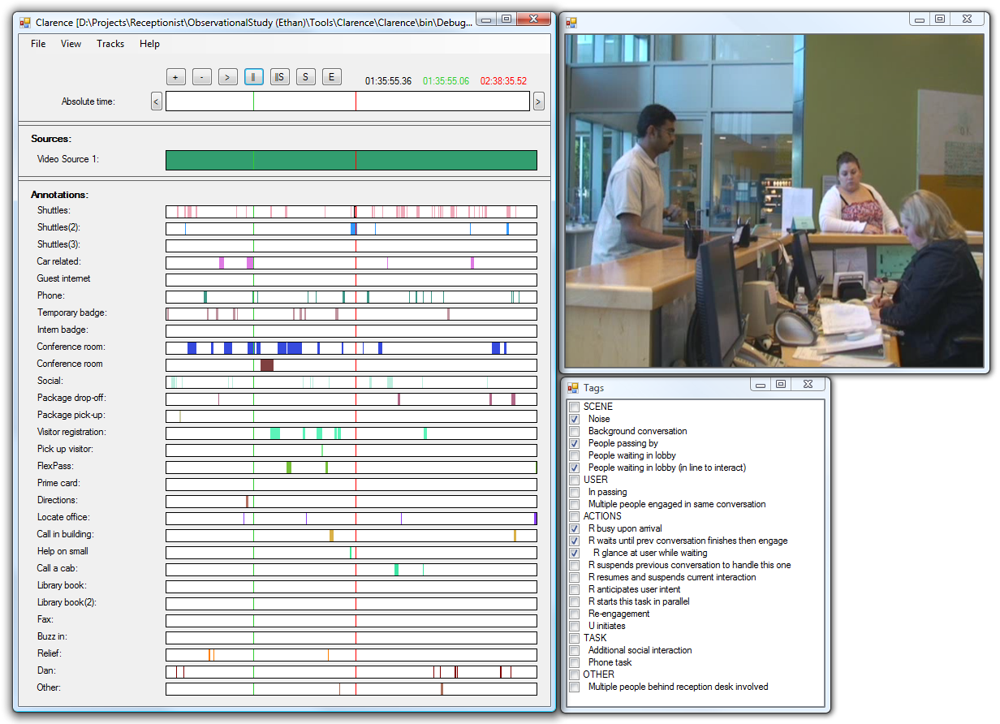 Clarence [D:\Projects\Receptionist\ObservationalStudy (Ethan)\Tools\Clarence\Clarence\bin\Debug...
File View Tracks Help
+ - > S S E 01:35:55.36 01:35:55.06 02:38:35.52
Absolute time: < >
Sources:
Video Source 1:
Annotations:
Shuttles:
Shuttles(2):
Shuttles(3):
Car related:
Guest internet
Phone:
Temporary badge:
Intern badge:
Conference room:
Conference room
Social:
Package drop-off:
Package pick-up:
Visitor registration:
Pick up visitor:
FlexPass:
Prime card:
Directions:
Locate office:
Call in building:
Help on small
Call a cab:
Library book:
Library book(2):
Fax:
Buzz in:
Relief:
Dan:
Other:
Tags
SCENE
Noise
Background conversation
People passing by
People waiting in lobby
People waiting in lobby (in line to interact)
USER
In passing
Multiple people engaged in same conversation
ACTIONS
R busy upon arrival
R waits until prev conversation finishes then engage
R glance at user while waiting
R suspends previous conversation to handle this one
R resumes and suspends current interaction
R anticipates user intent
R starts this task in parallel
Re-engagement
U initiates
TASK
Additional social interaction
Phone task
OTHER
Multiple people behind reception desk involved